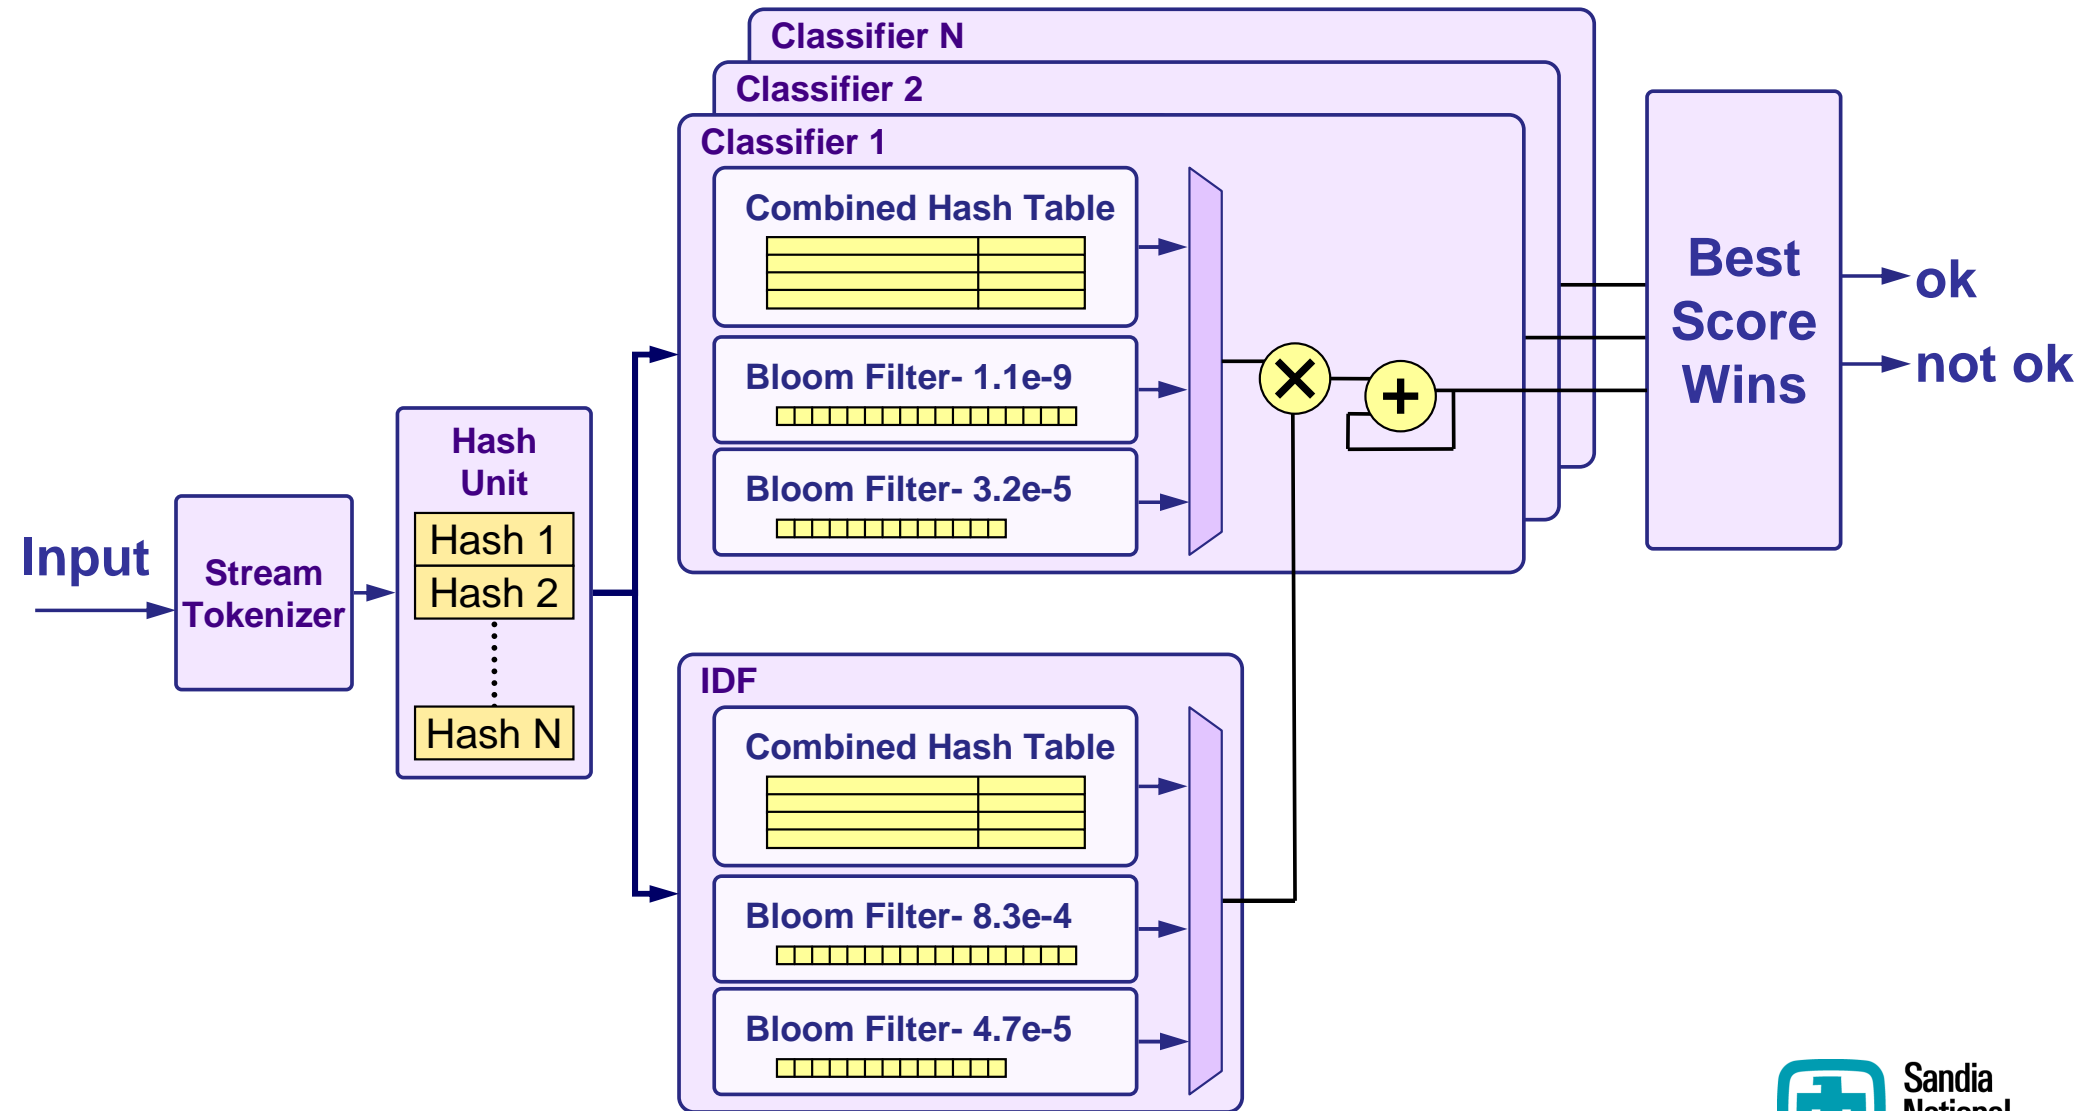 Classifier N
Classifier 2
Classifier 1
Combined Hash Table
Bloom Filter- 1.1e-9
Bloom Filter- 3.2e-5
×
+
Best
Score
Wins
ok
not ok
Input
Stream
Tokenizer
Hash
Unit
Hash 1
Hash 2
Hash N
IDF
Combined Hash Table
Bloom Filter- 8.3e-4
Bloom Filter- 4.7e-5
Sandia
National